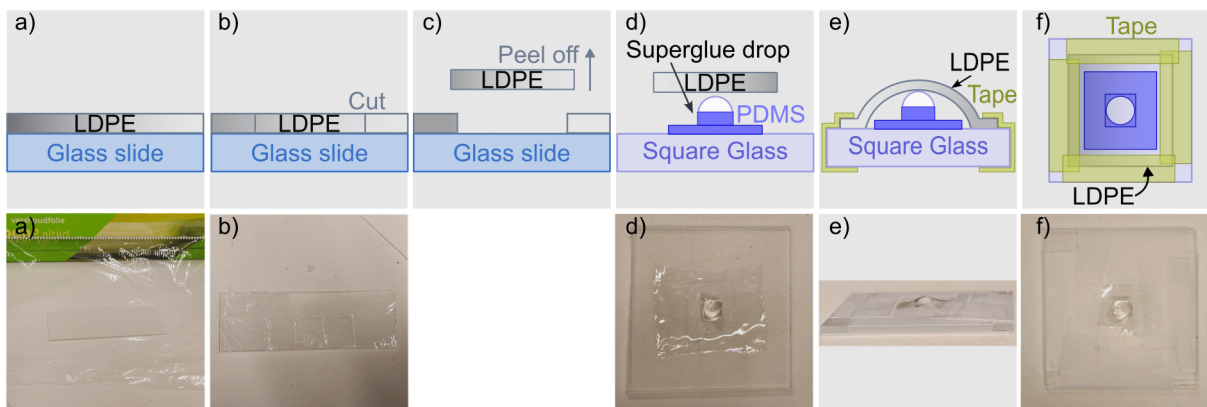 a)
LDPE
Glass slide
b)
Cut
LDPE
Glass slide
c)
Peel off
LDPE
Glass slide
d)
Superglue drop
LDPE
PDMS
Square Glass
e)
LDPE
Tape
Square Glass
f)
Tape
LDPE
a)
vershoudfolie
b)
d)
e)
f)